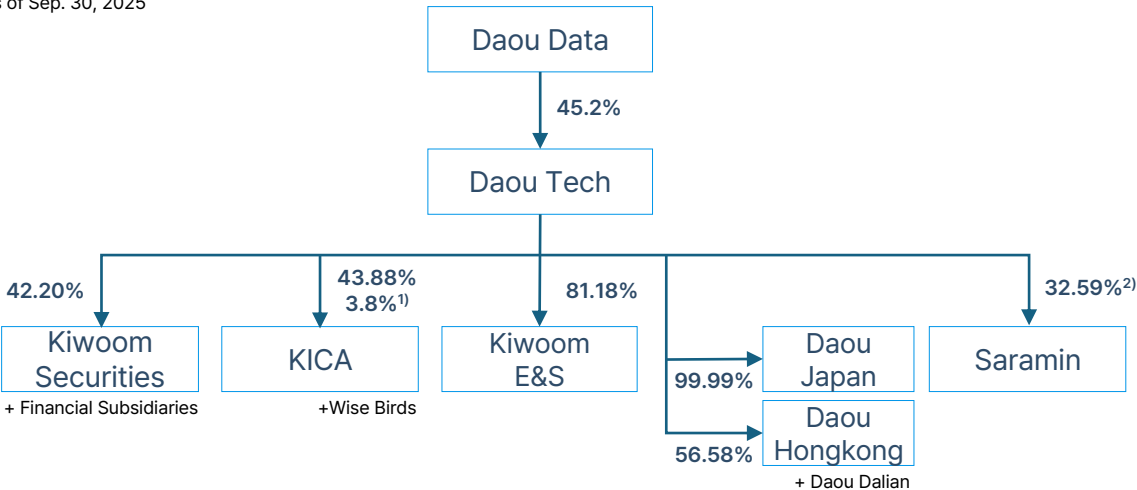 s of Sep. 30, 2025
Daou Data
45.2%
Daou Tech
42.20%
43.88%
3.8%1)
81.18%
32.59%2)
Kiwoom
Securities
KICA
Kiwoom
E&S
Daou
Japan
Saramin
99.99%
+ Financial Subsidiaries
+Wise Birds
Daou
Hongkong
56.58%
+ Daou Dalian